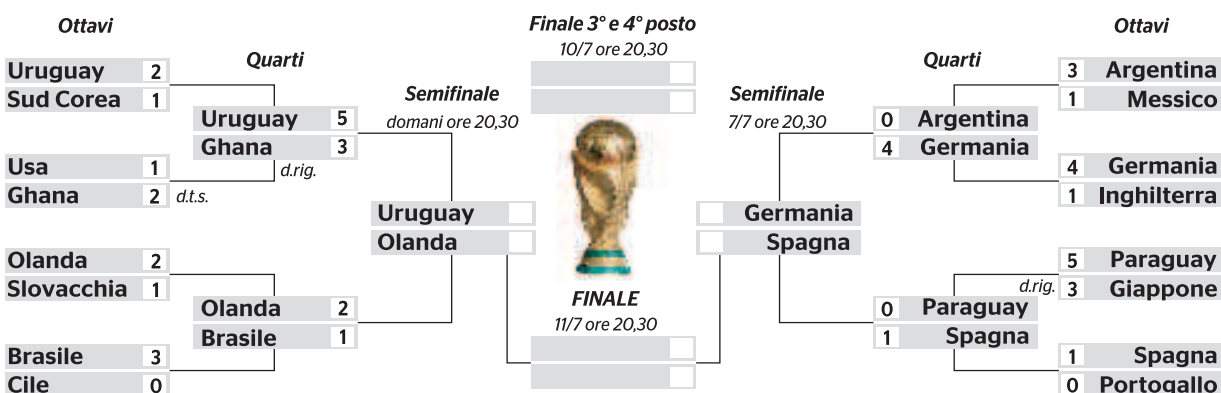 Ottavi
Uruguay 2
Sud Corea 1
Usa 1
Ghana 2 d.t.s.
Olanda 2
Slovacchia 1
Brasile 3
Cile 0
Quarti
Uruguay 5
Ghana 3
d.rig.
Olanda 2
Brasile 1
Semifinale
domani ore 20,30
Uruguay
Olanda
Finale 3° e 4° posto
10/7 ore 20,30
FINALE
11/7 ore 20,30
Semifinale
7/7 ore 20,30
Germania
Spagna
Quarti
0 Argentina
4 Germania
0 Paraguay
1 Spagna
Ottavi
3 Argentina
1 Messico
4 Germania
1 Inghilterra
5 Paraguay
d.rig. 3 Giappone
1 Spagna
0 Portogallo